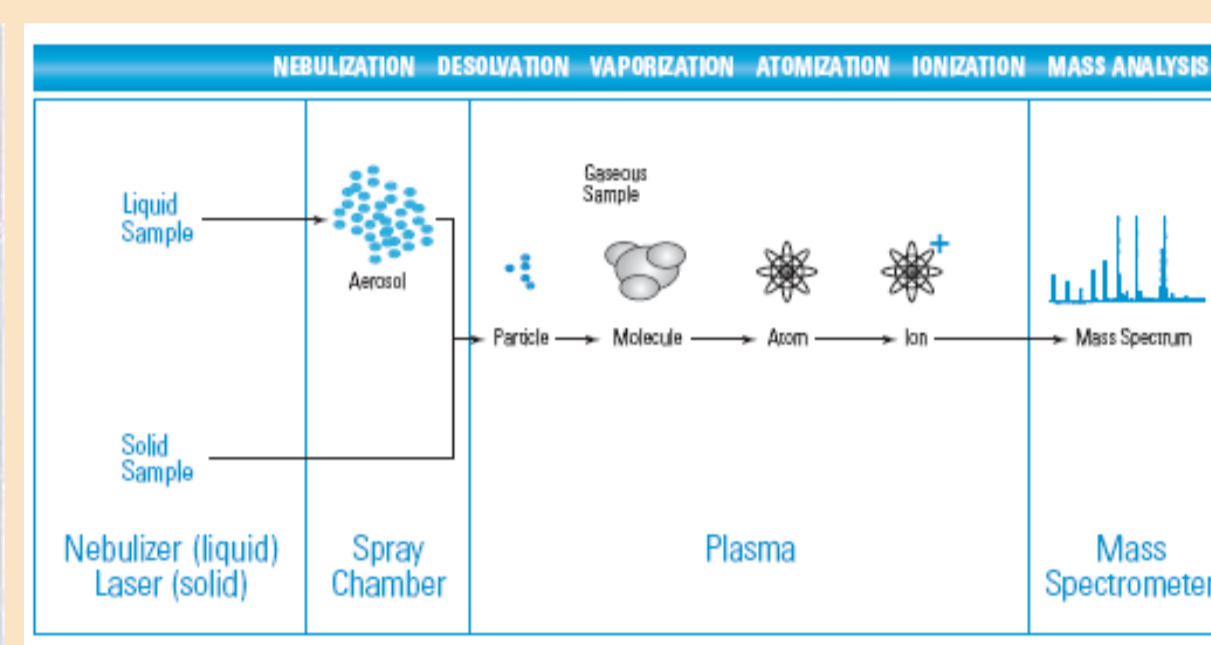 NEBULIZATION DESOLVATION VAPORIZATION ATOMIZATION IONIZATION MASS ANALYSIS
Gaseous
Sample
Liquid
Sample
Aerosol
+
Particle Molecule Atom Ion Mass Spectrum
Solid
Sample
Nebulizer (liquid)
Laser (solid)
Spray
Chamber
Plasma
Mass
Spectrometer